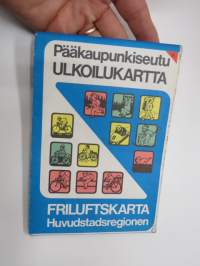 Pääkaupunkiseutu
ULKOILUKARTTA
FRILUFTSKARTA
Huvudstadsregionen